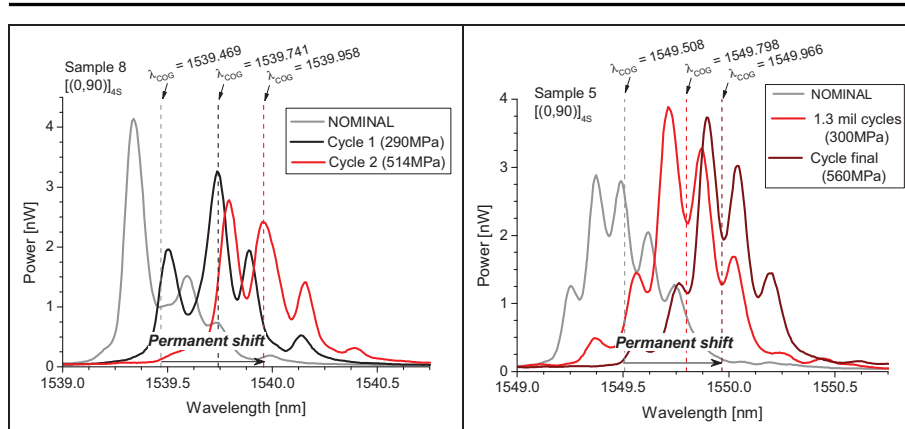 Sample 8
[(0,90)]4S
λCOG = 1539.469
λCOG = 1539.741
λCOG = 1539.958
NOMINAL
Cycle 1 (290MPa)
Cycle 2 (514MPa)
Power [nW]
4
3
2
1
0
Permanent shift
1539.0
1539.5
1540.0
1540.5
Wavelength [nm]
Sample 5
[(0,90)]4S
λCOG = 1549.508
λCOG = 1549.798
λCOG = 1549.966
NOMINAL
1.3 mil cycles
(300MPa)
Cycle final
(560MPa)
Power [nW]
4
3
2
1
0
Permanent shift
1549.0
1549.5
1550.0
1550.5
Wavelength [nm]